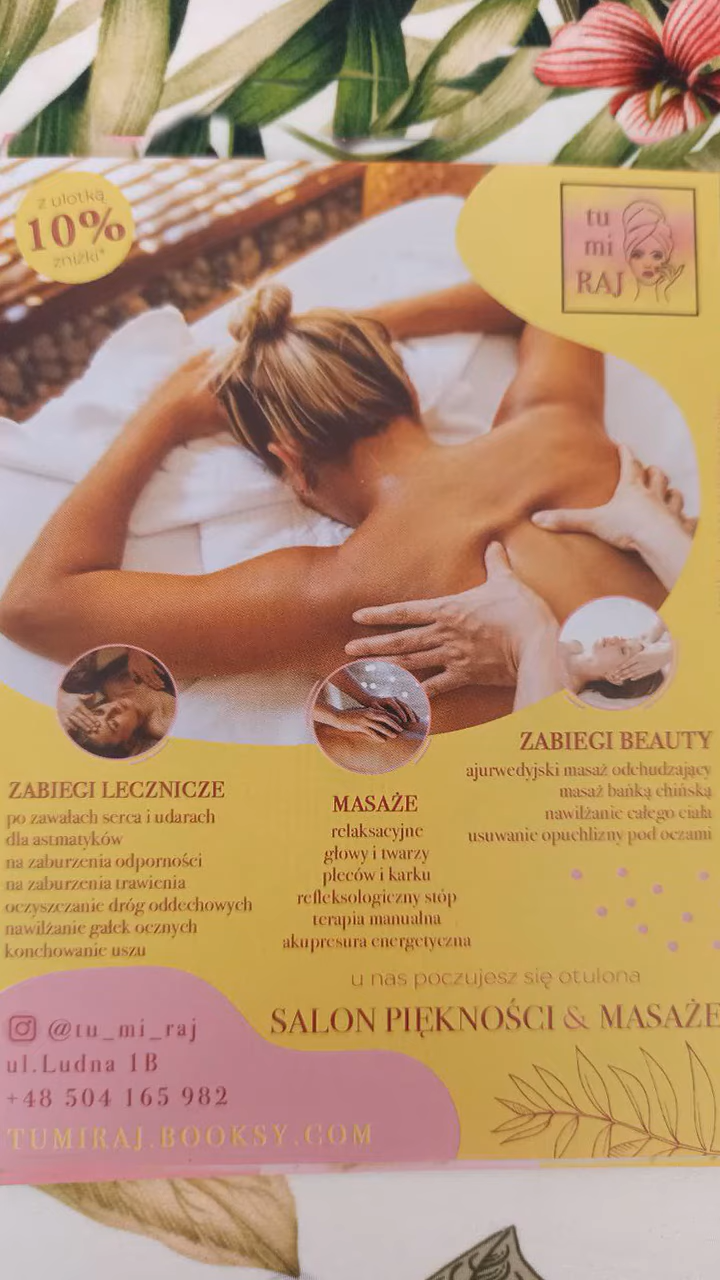 z ulotką
10%
zniżki*
tu
mi
RAJ
ZABIEGI LECZNICZE
po zawałach serca i udarach
dla astmatyków
na zaburzenia odporności
na zaburzenia trawienia
oczyszczanie dróg oddechowych
nawilżanie gałek ocznych
konchowanie uszu
MASAŻE
relaksacyjne
głowy i twarzy
pleców i karku
refleksologiczny stóp
terapia manualna
akupresura energetyczna
ZABIEGI BEAUTY
ajurwedyjski masaż odchudzający
masaż bańką chińską
nawilżanie całego ciała
usuwanie opuchlizny pod oczami
u nas poczujesz się otulona
SALON PIĘKNOŚCI & MASAŻE
@tu_mi_raj
ul.Ludna 1B
+48 504 165 982
TUMIRAJ.BOOKSY.COM